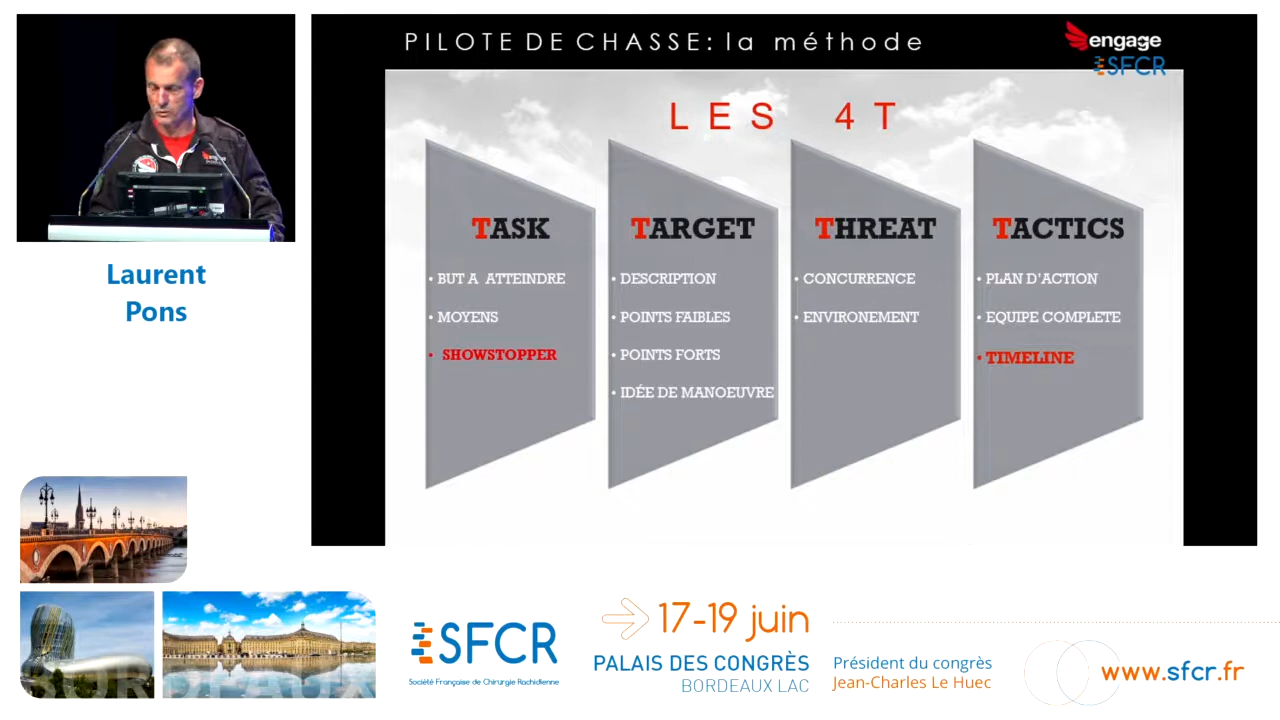 PILOTE DE CHASSE: la méthode
engage
SFCR
LES 4T
TASK
• BUT A ATTEINDRE
• MOYENS
• SHOWSTOPPER
TARGET
• DESCRIPTION
• POINTS FAIBLES
• POINTS FORTS
• IDÉE DE MANOEUVRE
THREAT
• CONCURRENCE
• ENVIRONEMENT
TACTICS
• PLAN D'ACTION
• EQUIPE COMPLETE
• TIMELINE
engage
Laurent
Pons
BORDEAUX
SFCR
Société Française de Chirurgie Rachidienne
17-19 juin
PALAIS DES CONGRÈS
BORDEAUX LAC
Président du congrès
Jean-Charles Le Huec
www.sfcr.fr